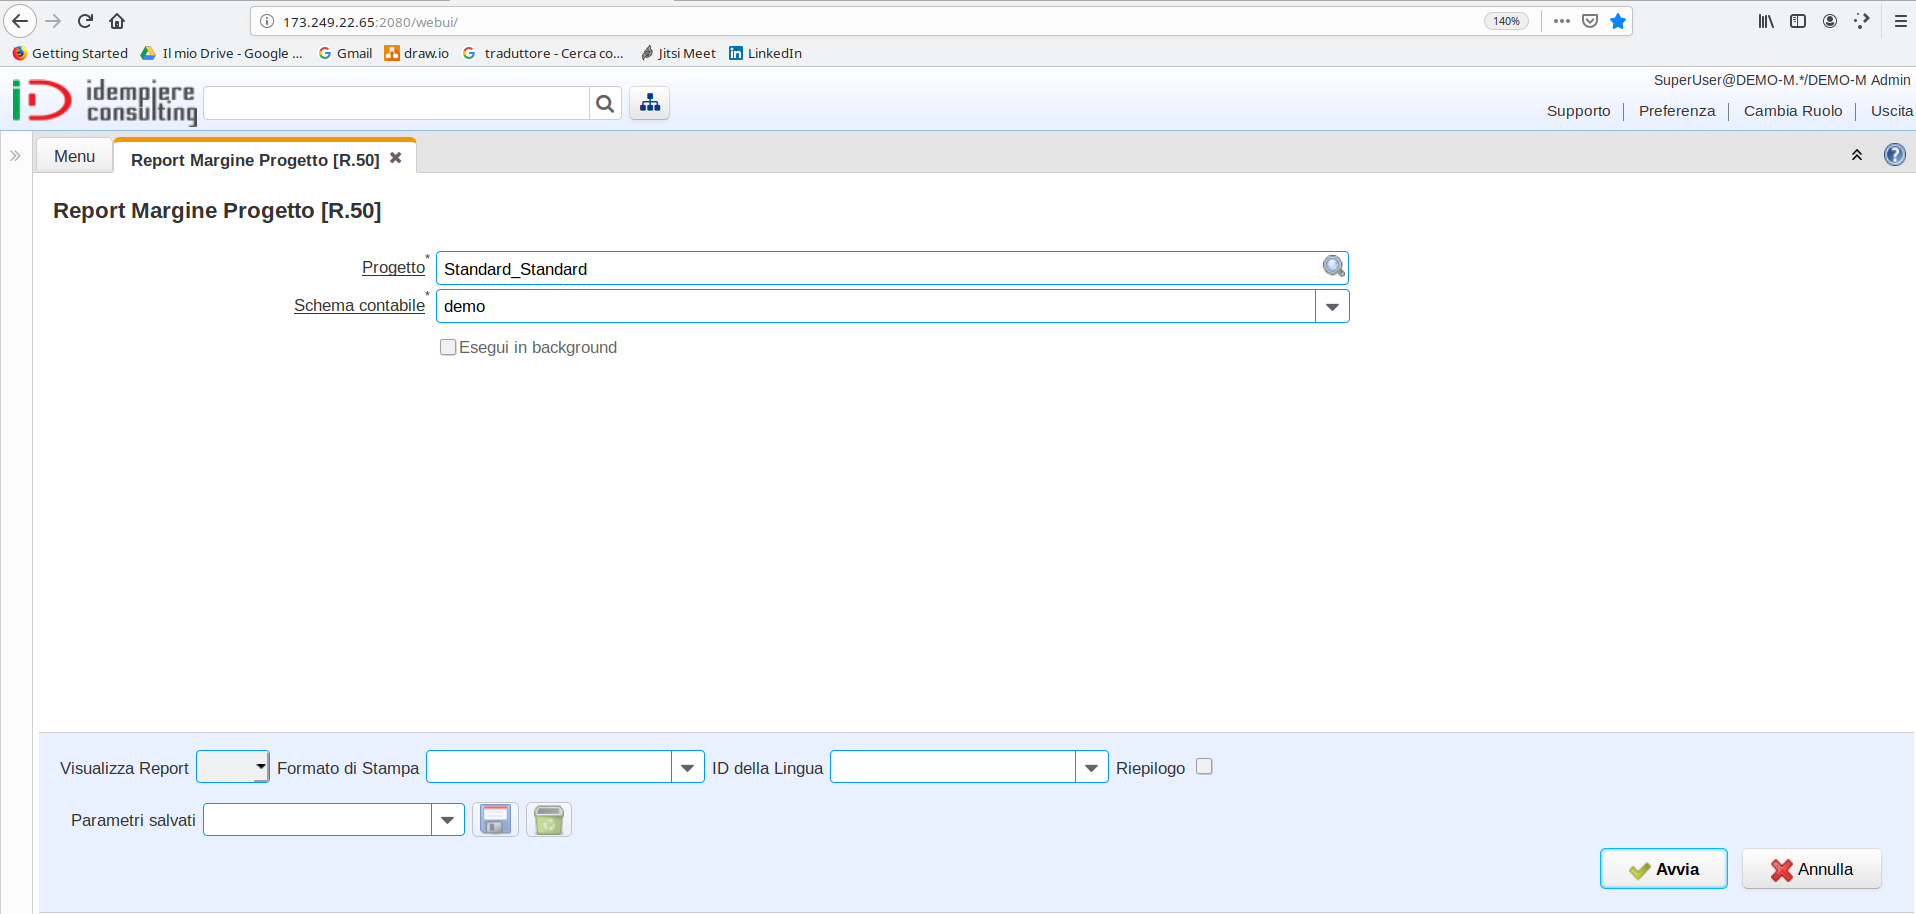 173.249.22.65:2080/webui/
140%
Getting Started
Il mio Drive - Google ...
Gmail
draw.io
traduttore - Cerca co...
Jitsi Meet
LinkedIn
iD idempiere
consulting
SuperUser@DEMO-M.*/DEMO-M Admin
Supporto
Preferenza
Cambia Ruolo
Uscita
Menu
Report Margine Progetto [R.50]
Report Margine Progetto [R.50]
Progetto*
Standard_Standard
Schema contabile*
demo
Esegui in background
Visualizza Report
Formato di Stampa
ID della Lingua
Riepilogo
Parametri salvati
Avvia
Annulla